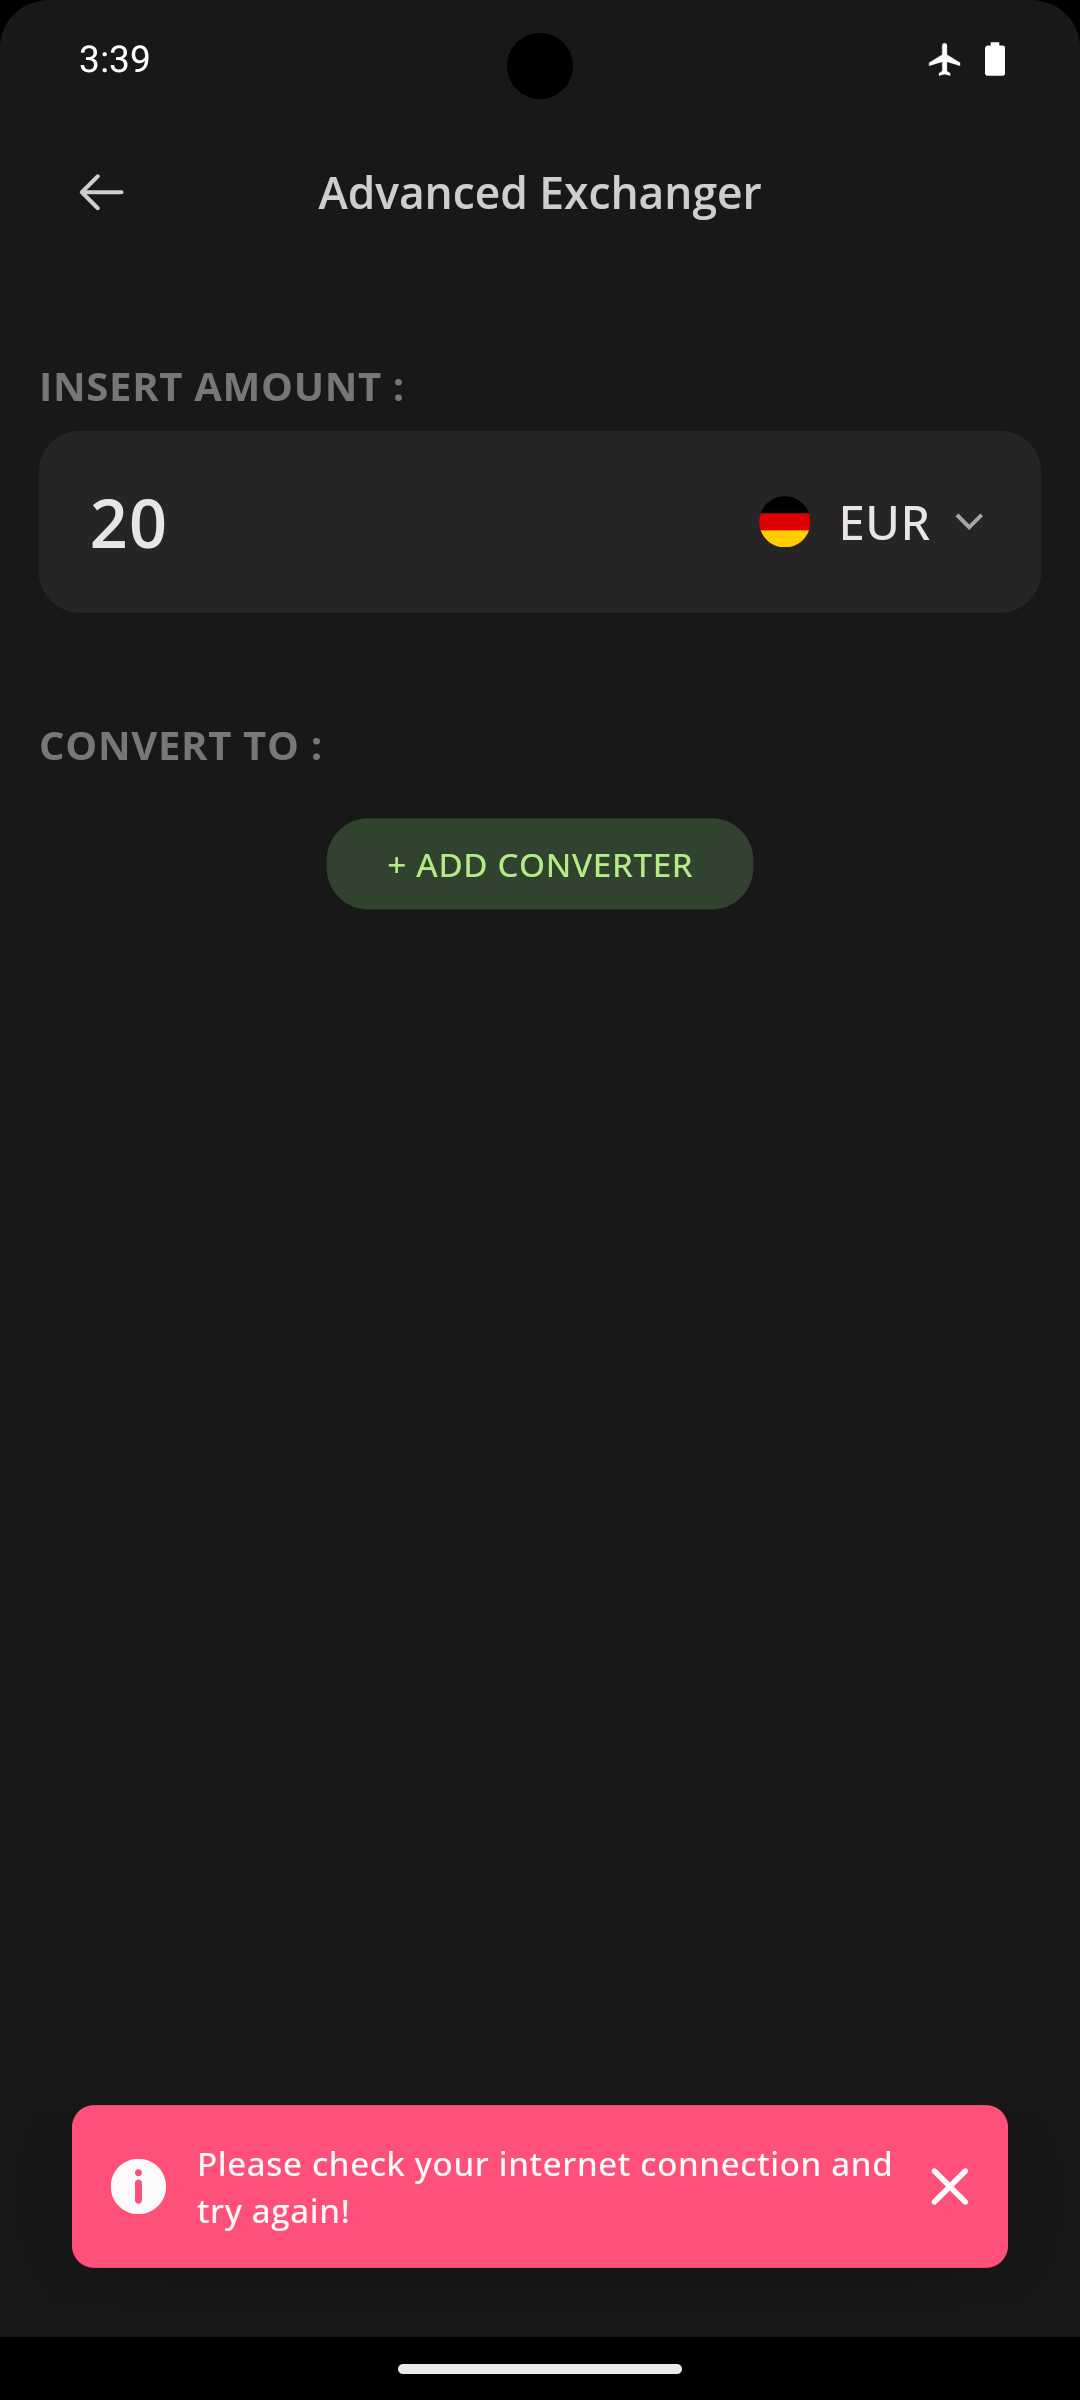 3:39
Advanced Exchanger
INSERT AMOUNT :
20
EUR
CONVERT TO :
+ ADD CONVERTER
Please check your internet connection and
try again!